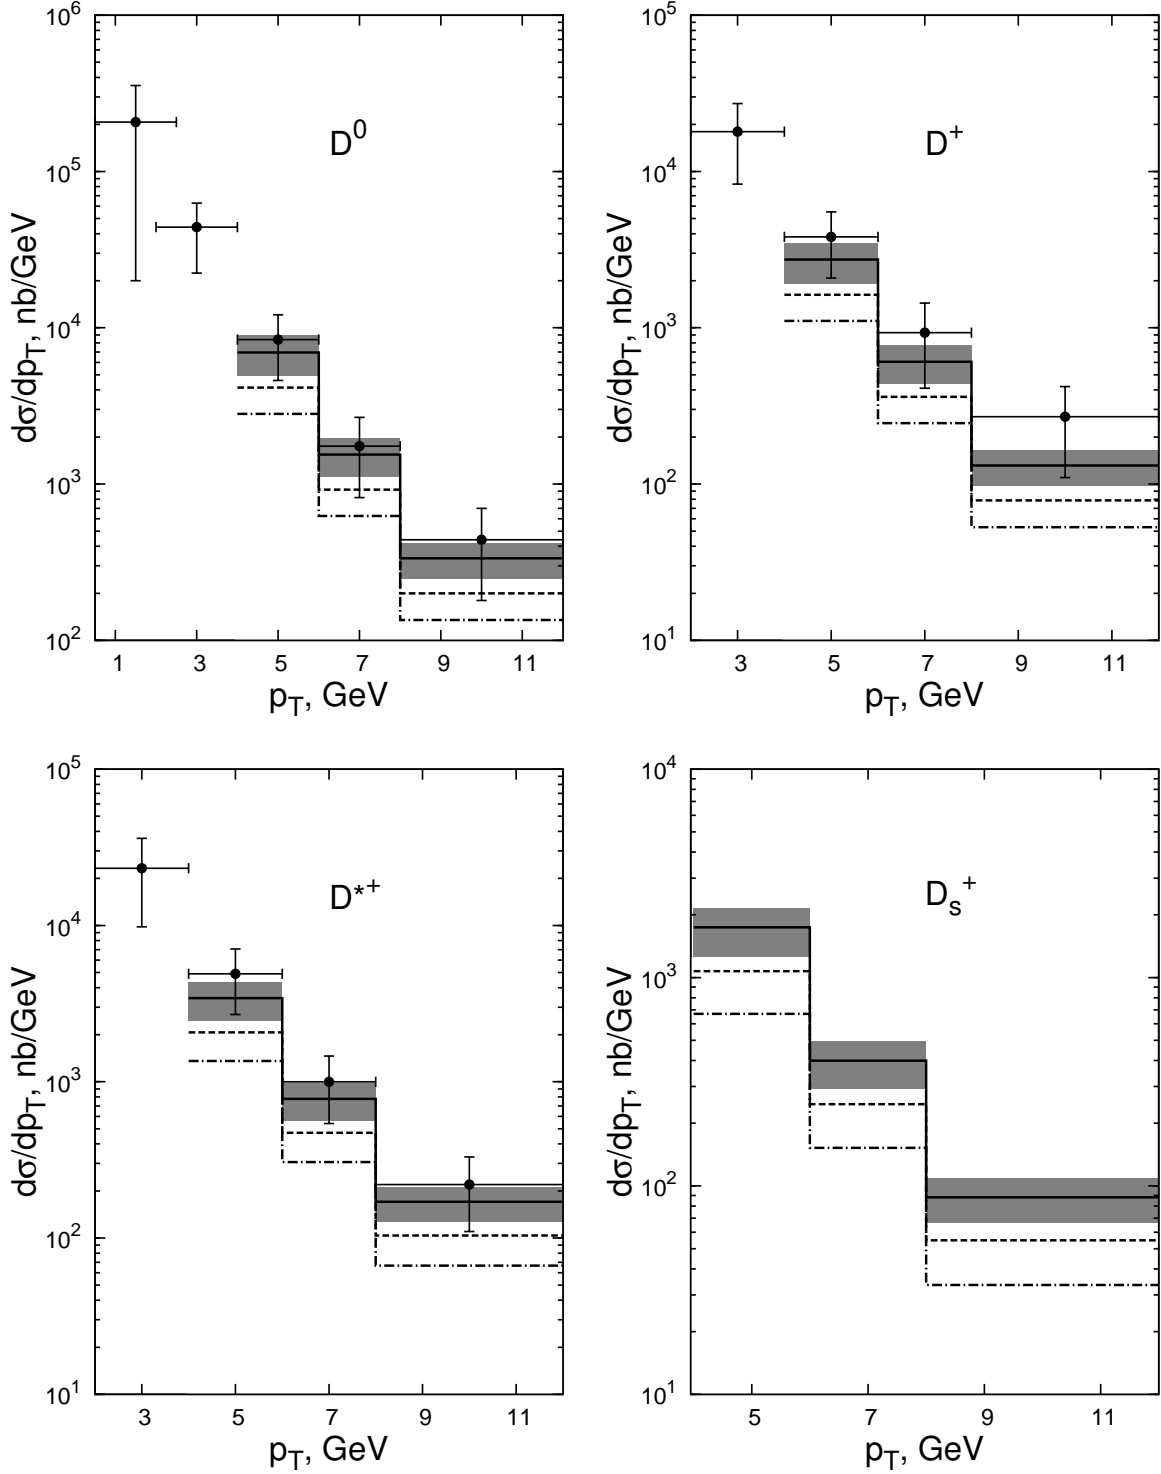 10^6
10^5
10^4
10^3
10^2
1 3 5 7 9 11
dσ/dp_T, nb/GeV
p_T, GeV
D^0
10^5
10^4
10^3
10^2
10^1
3 5 7 9 11
dσ/dp_T, nb/GeV
p_T, GeV
D^+
10^5
10^4
10^3
10^2
10^1
3 5 7 9 11
dσ/dp_T, nb/GeV
p_T, GeV
D^*+
10^4
10^3
10^2
10^1
5 7 9 11
dσ/dp_T, nb/GeV
p_T, GeV
D_s^+